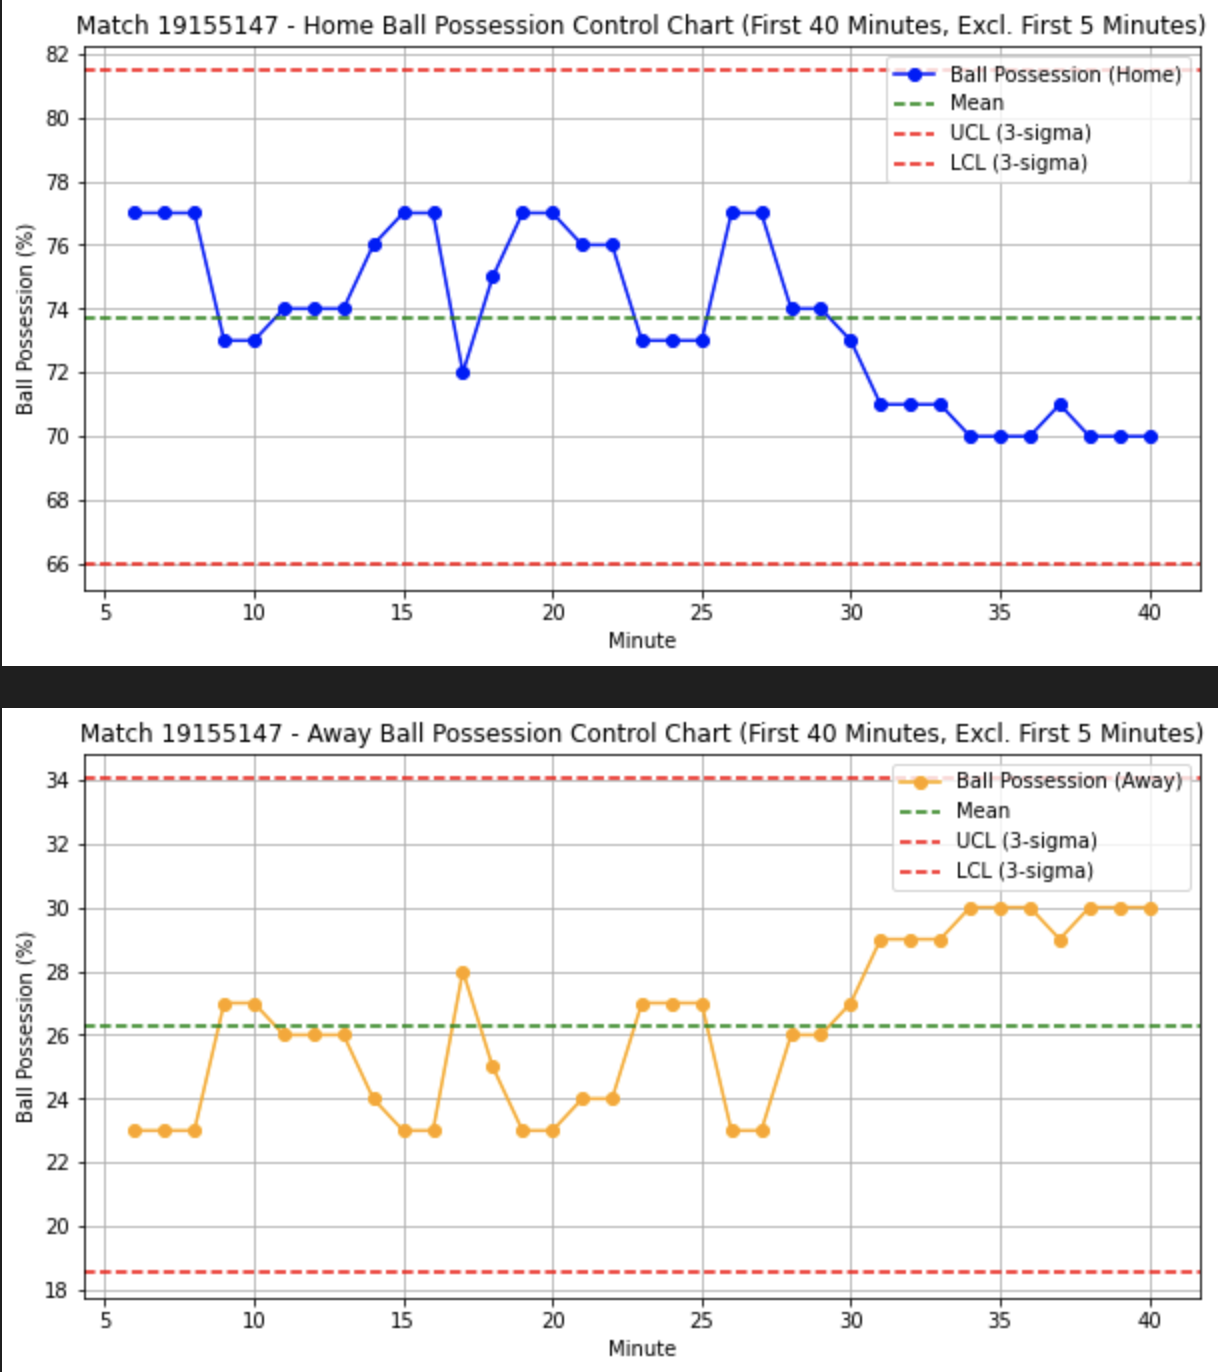 Match 19155147 - Home Ball Possession Control Chart (First 40 Minutes, Excl. First 5 Minutes)
82
80
78
76
74
72
70
68
66
Ball Possession (%)
Ball Possession (Home)
Mean
UCL (3-sigma)
LCL (3-sigma)
5 10 15 20 25 30 35 40
Minute
Match 19155147 - Away Ball Possession Control Chart (First 40 Minutes, Excl. First 5 Minutes)
34
32
30
28
26
24
22
20
18
Ball Possession (%)
Ball Possession (Away)
Mean
UCL (3-sigma)
LCL (3-sigma)
5 10 15 20 25 30 35 40
Minute